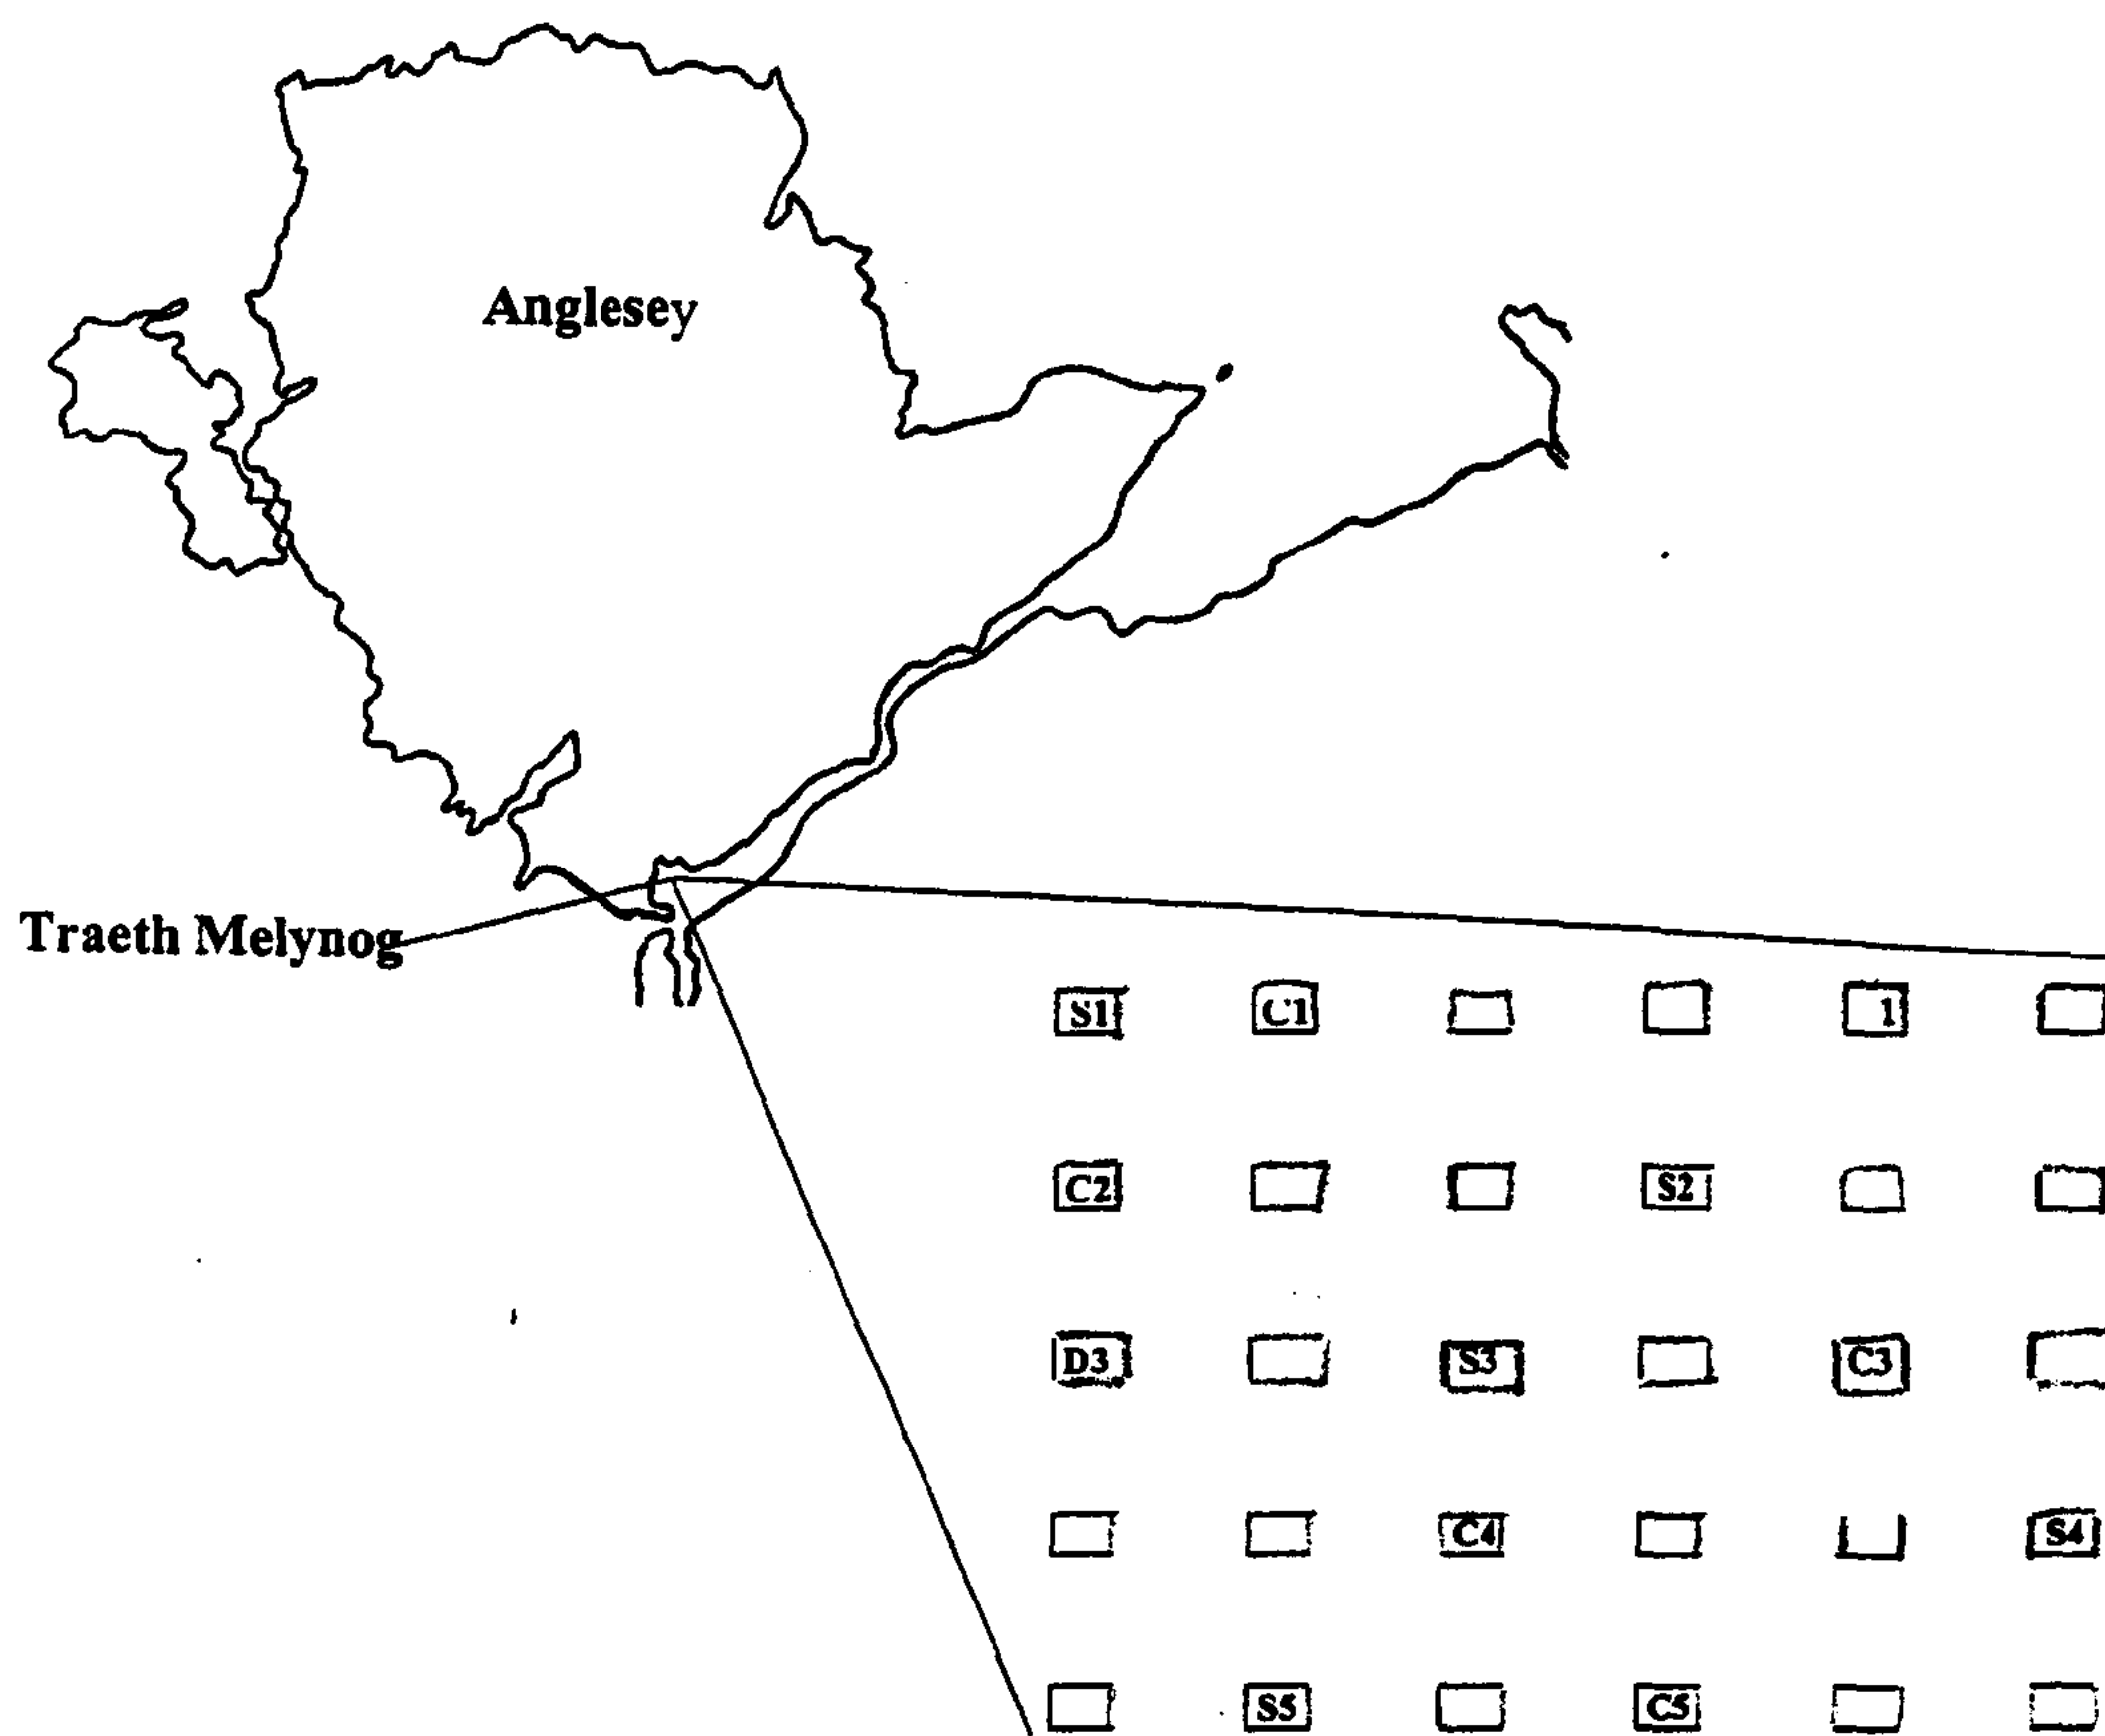 Anglesey
Traeth Melynog
S1 C1 1
C2 S2
D3 S3 C3
C4 S4
S5 C5